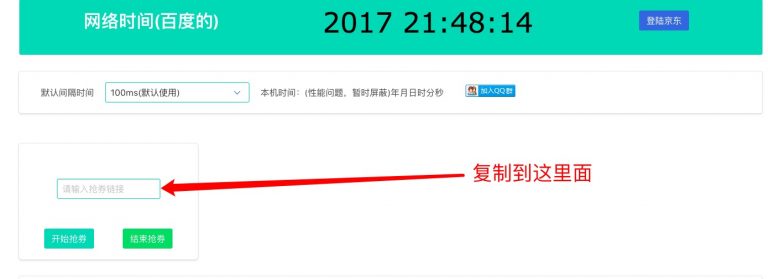 网络时间(百度的)
2017 21:48:14
登陆京东
默认间隔时间
100ms(默认使用)
本机时间：(性能问题，暂时屏蔽)年月日时分秒
加入QQ群
请输入抢券链接
复制到这里面
开始抢券
结束抢券